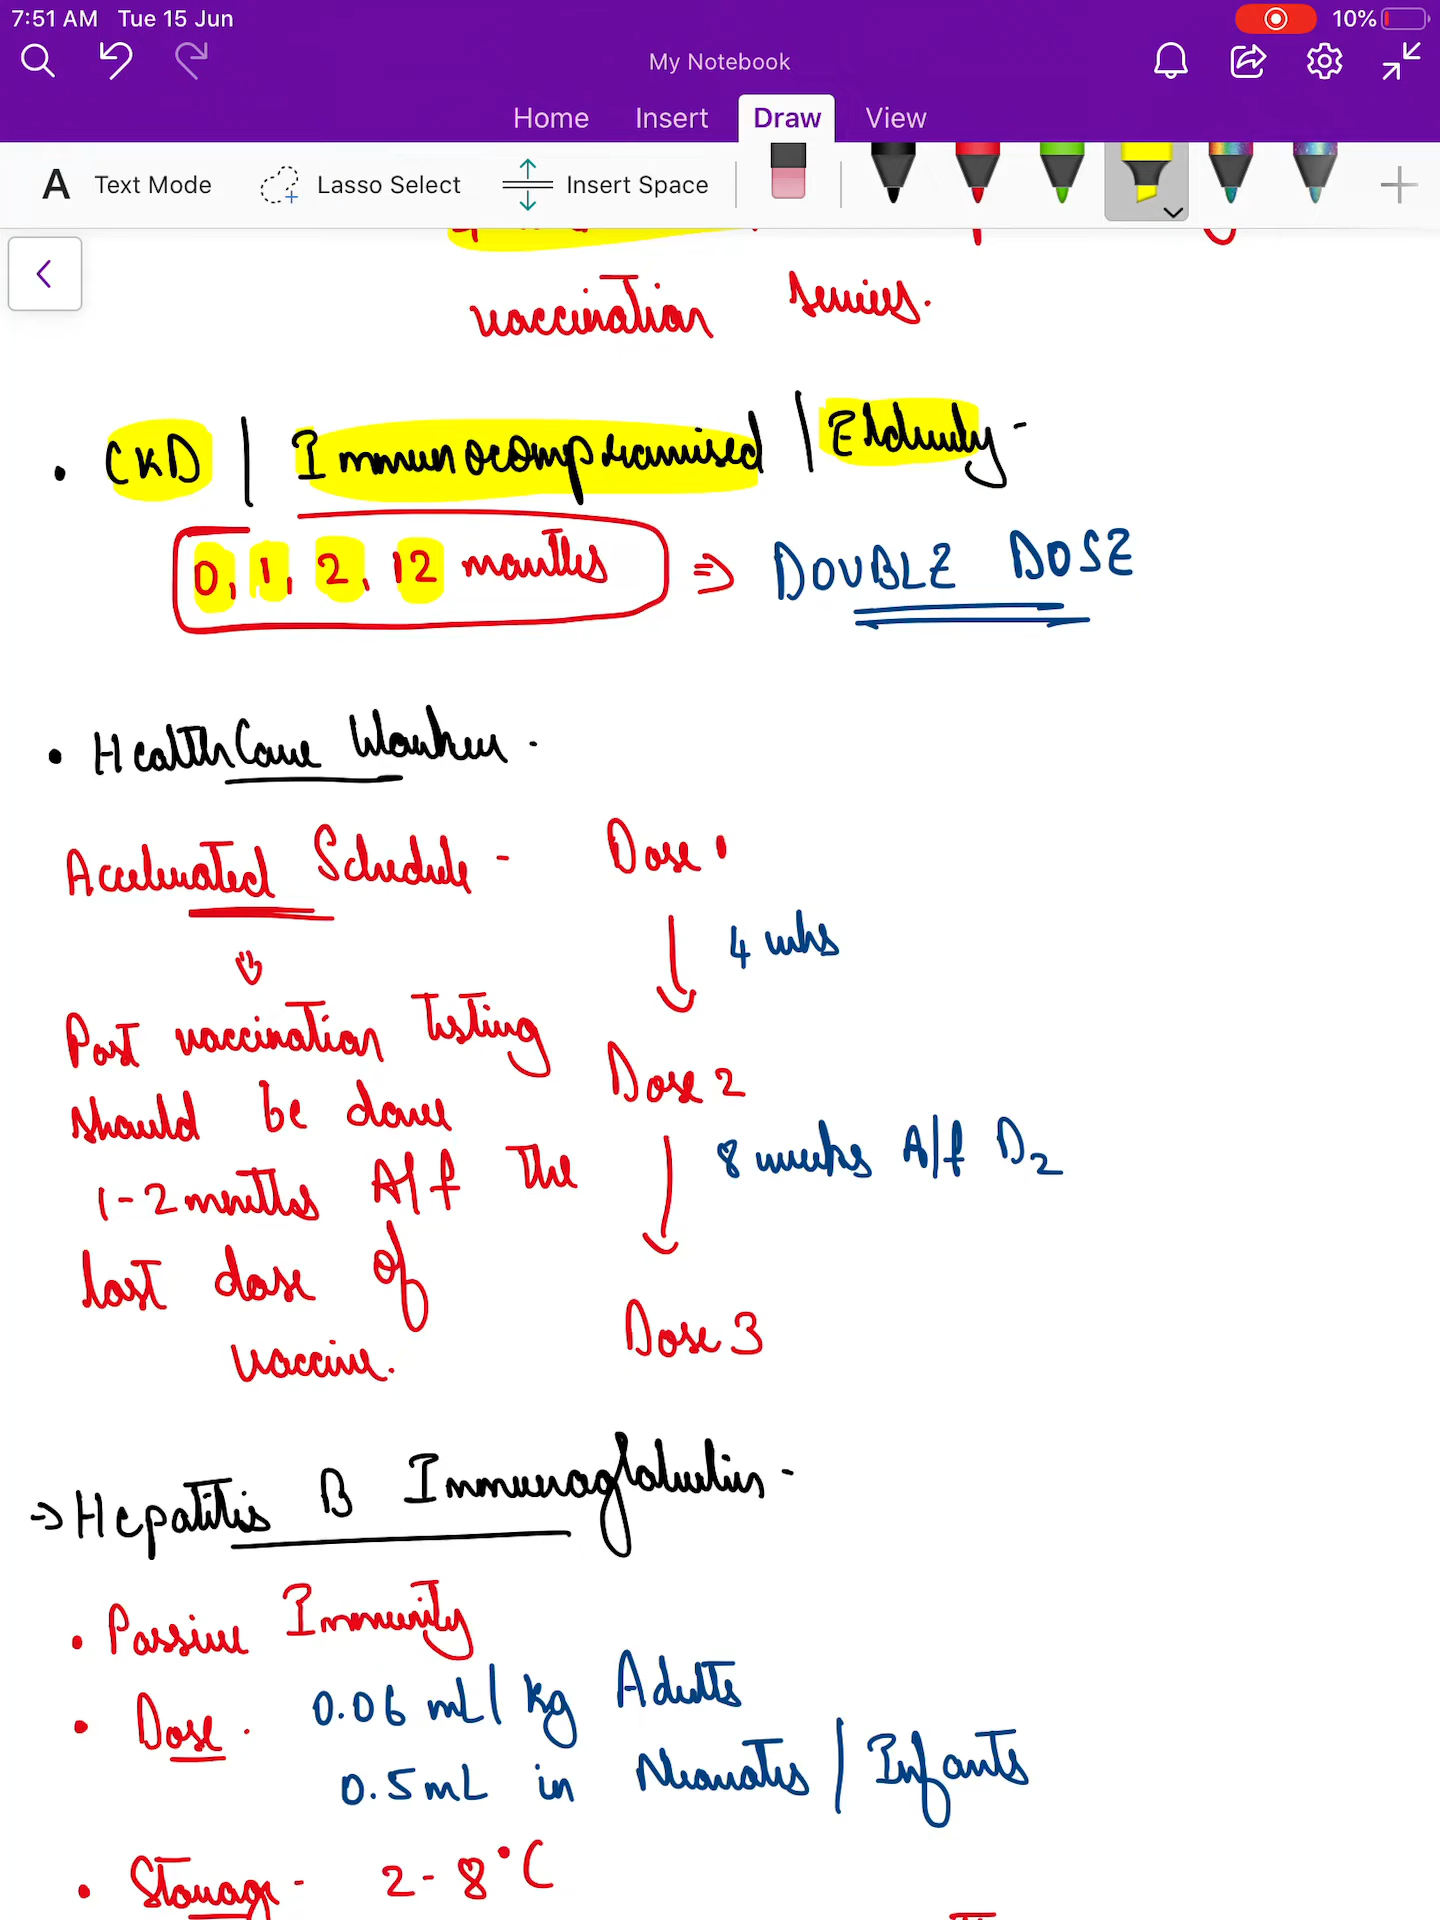 7:51 AM Tue 15 Jun
10%
My Notebook
Home Insert Draw View
A Text Mode Lasso Select Insert Space
vaccination series.
• CKD | Immunocompromised | Elderly -
0, 1, 2, 12 months ⇒ DOUBLE DOSE
• HealthCare Worker -
Accelerated Schedule -
Post vaccination testing
should be done
1-2 months A/f the
last dose of
vaccine.
Dose •
4 wks
Dose 2
8 weeks A/f D2
Dose 3
⇒ Hepatitis B Immunoglobulin -
• Passive Immunity
• Dose - 0.06 mL/kg Adults
0.5mL in Neonates / Infants
• Storage - 2-8°C